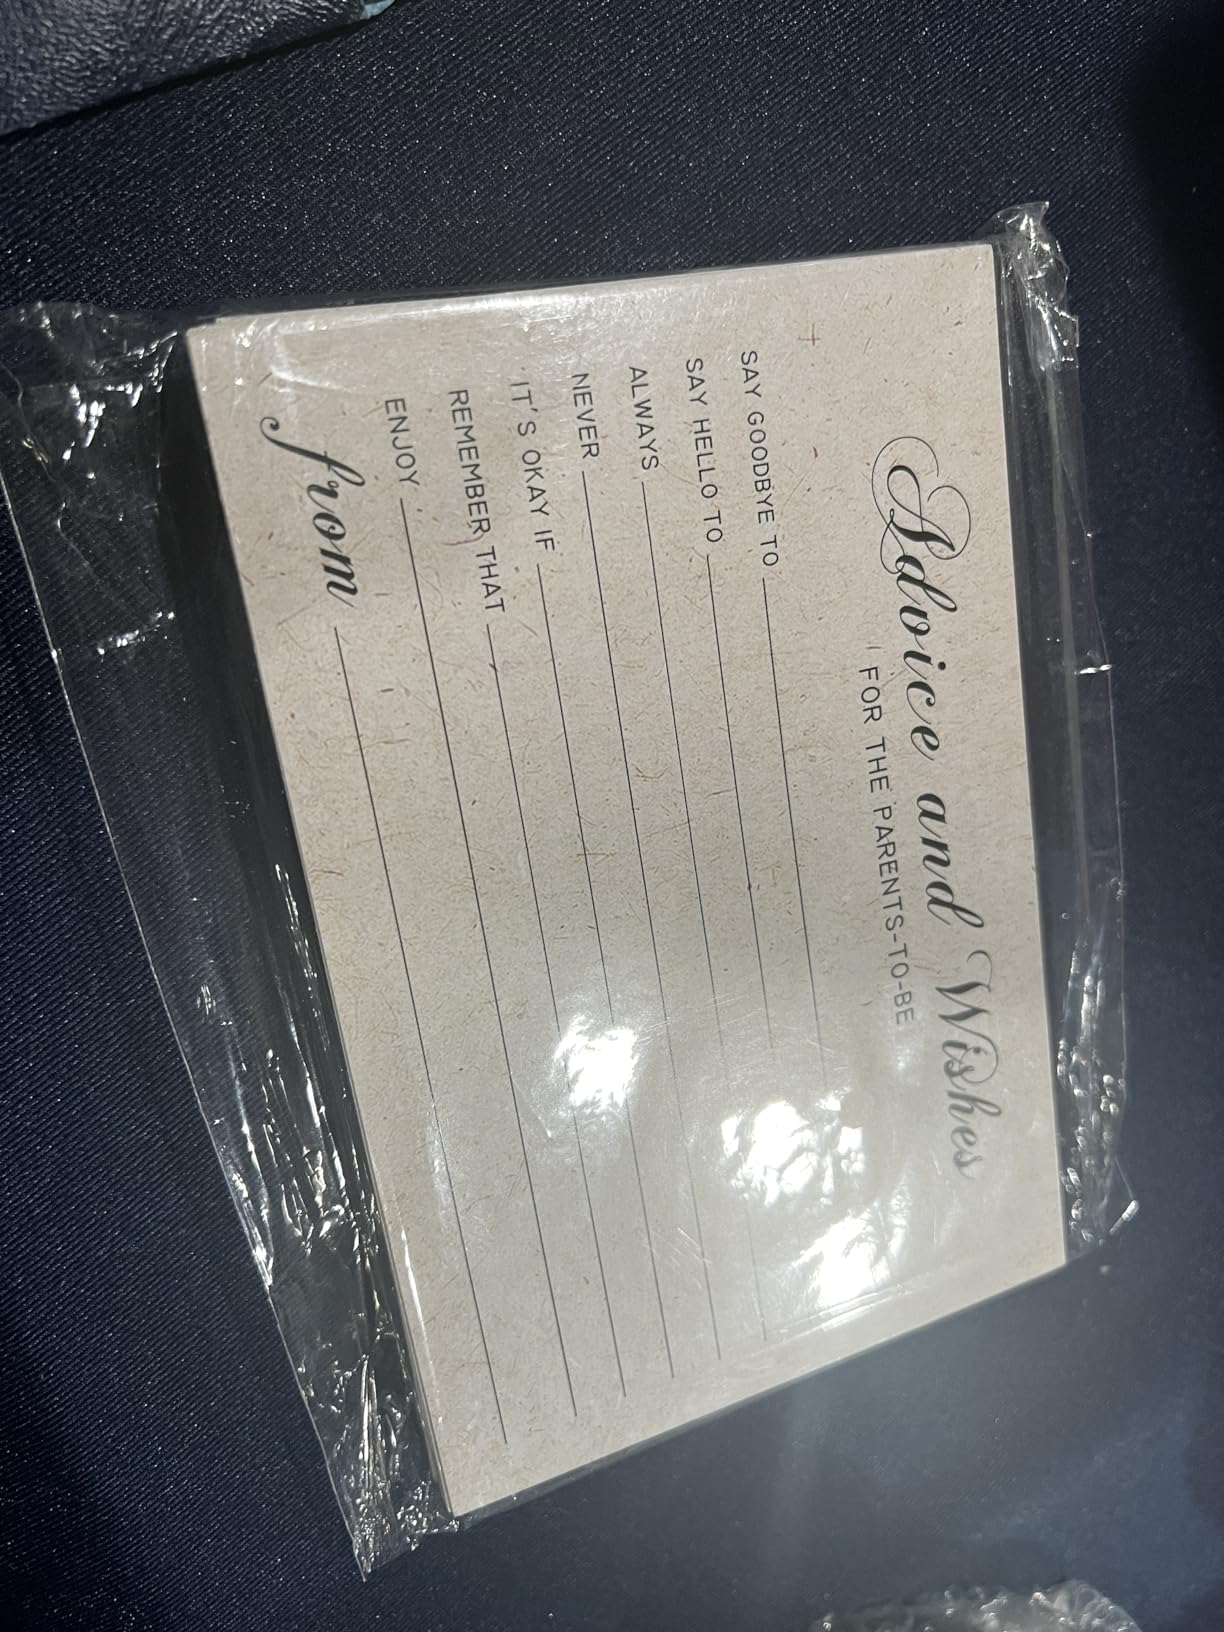 Advice and Wishes
FOR THE PARENTS-TO-BE
SAY GOODBYE TO
SAY HELLO TO
ALWAYS
NEVER
IT'S OKAY IF
REMEMBER THAT
ENJOY
from